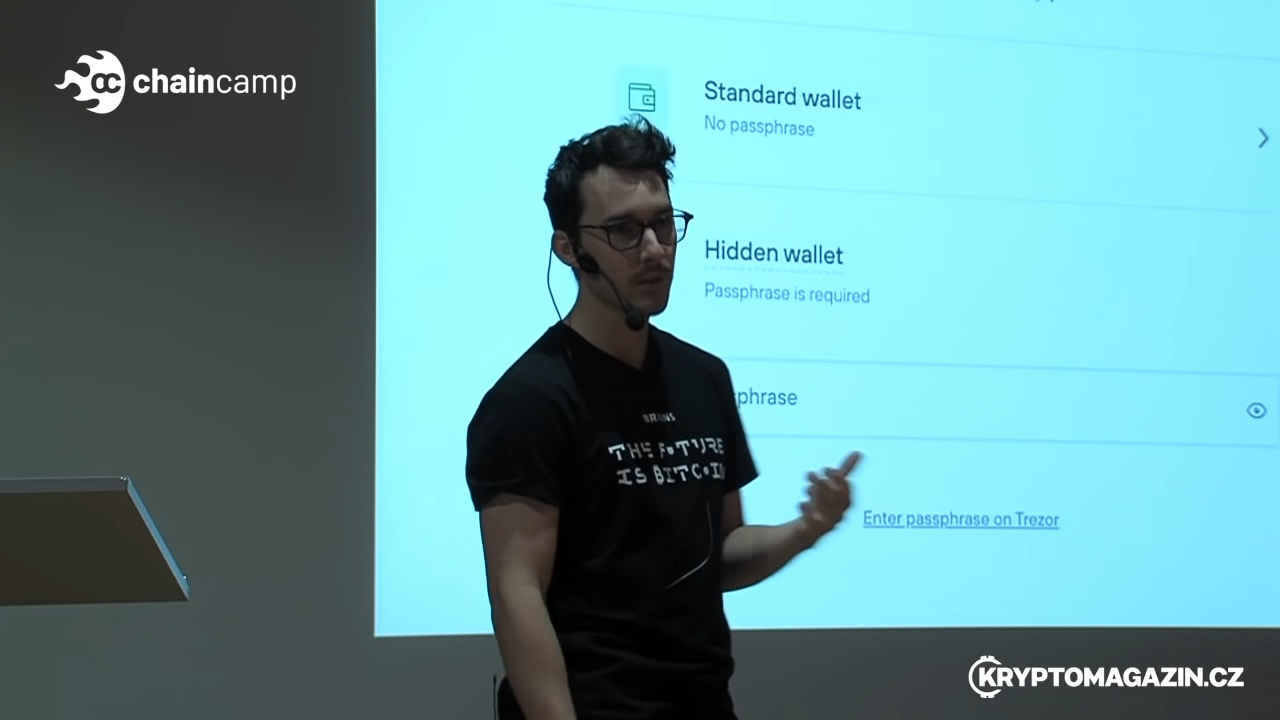 chaincamp
Standard wallet
No passphrase
Hidden wallet
Passphrase is required
sphrase
Enter passphrase on Trezor
BRAIINS
THE FUTURE
IS BITCOIN
KRYPTOMAGAZIN.CZ